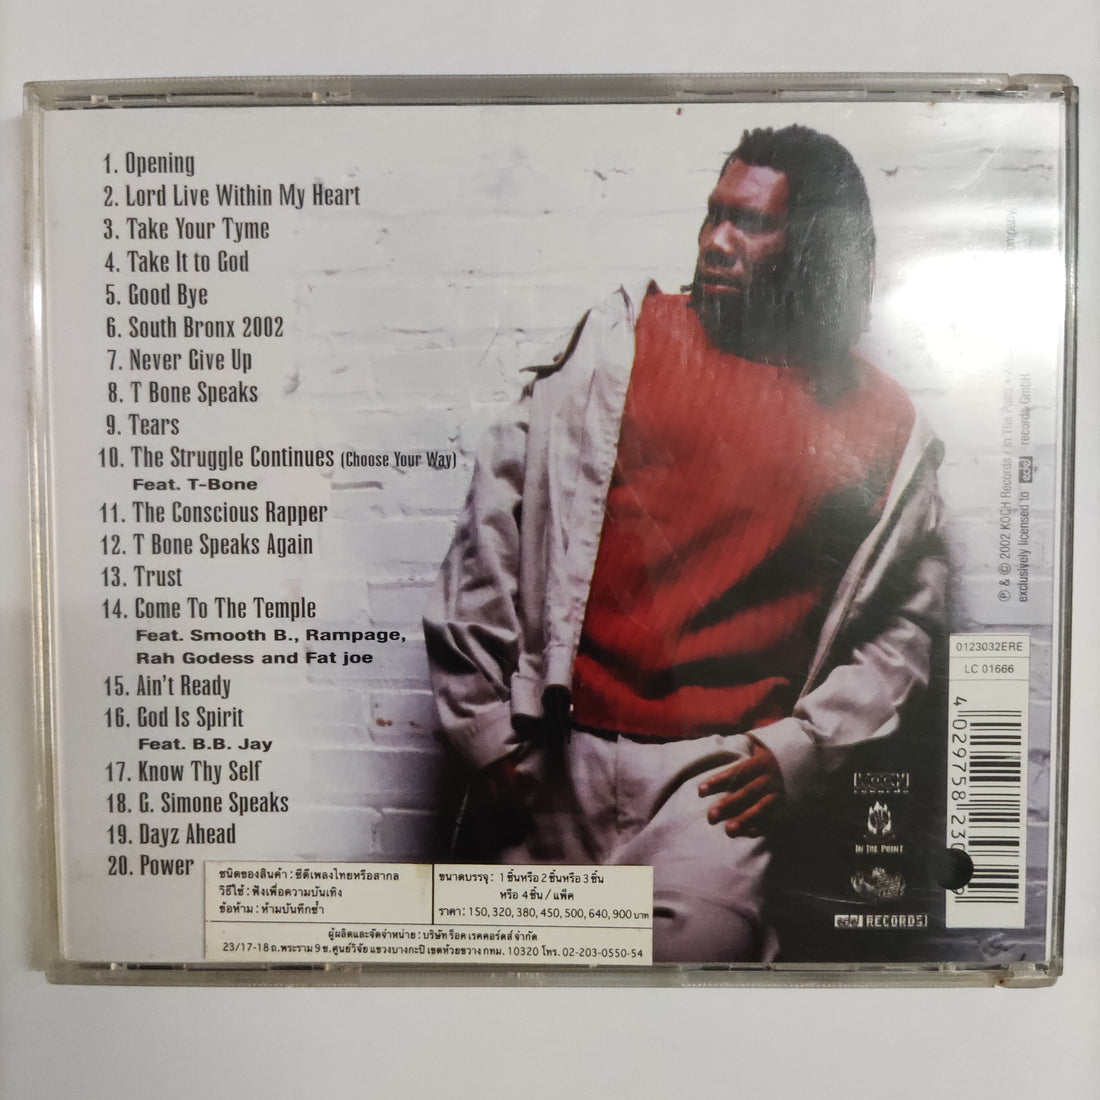 1. Opening
2. Lord Live Within My Heart
3. Take Your Tyme
4. Take It to God
5. Good Bye
6. South Bronx 2002
7. Never Give Up
8. T Bone Speaks
9. Tears
10. The Struggle Continues (Choose Your Way)
Feat. T-Bone
11. The Conscious Rapper
12. T Bone Speaks Again
13. Trust
14. Come To The Temple
Feat. Smooth B., Rampage,
Rah Godess and Fat joe
15. Ain't Ready
16. God Is Spirit
Feat. B.B. Jay
17. Know Thy Self
18. G. Simone Speaks
19. Dayz Ahead
20. Power
ชนิดของสินค้า : ซีดีเพลงไทยหรือสากล
วิธีใช้ : ฟังเพื่อความบันเทิง
ข้อห้าม : ห้ามบันทึกซ้ำ
ขนาดบรรจุ : 1 ชิ้นหรือ 2 ชิ้นหรือ 3 ชิ้น
หรือ 4 ชิ้น / แพ็ค
ราคา : 150, 320, 380, 450, 500, 640, 900 บาท
ผู้ผลิตและจัดจำหน่าย : บริษัท ร็อค เรคคอร์ดส์ จำกัด
23/17-18 ถ.พระราม 9 ซ.ศูนย์วิจัย แขวงบางกะปิ เขตห้วยขวาง กทม. 10320 โทร. 02-203-0550-54
℗ & © 2002 KOCH Records / In The Paint
exclusively licensed to edel records GmbH
0123032ERE
LC 01666
4 029758 23
KOCH
IN THE PAINT
edel RECORDS